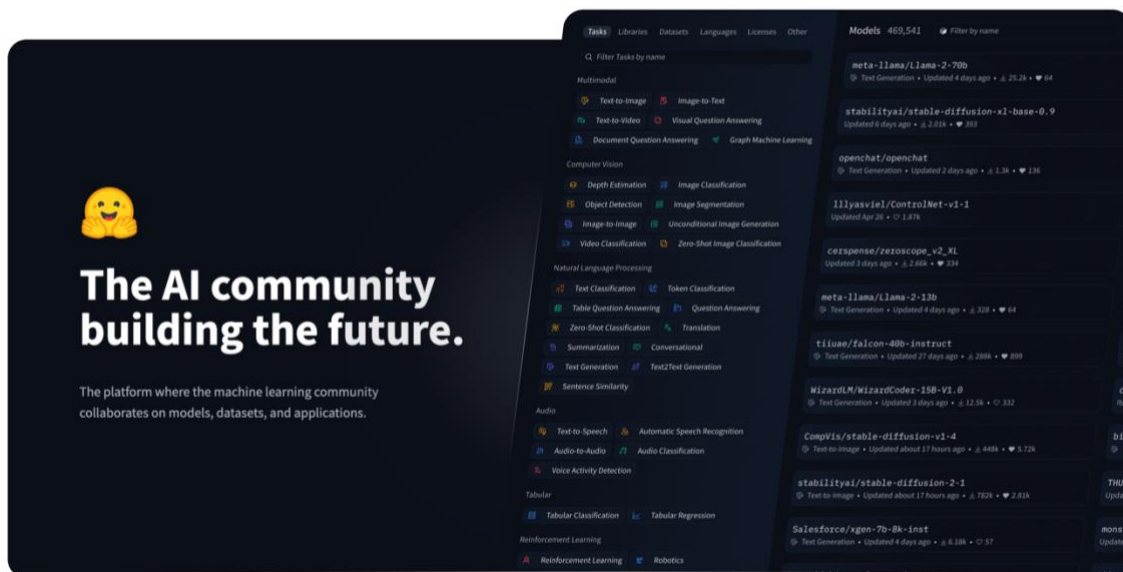 The AI community
building the future.
The platform where the machine learning community
collaborates on models, datasets, and applications.
Tasks Libraries Datasets Languages Licenses Other
Filter Tasks by name
Multimodal
Text-to-Image Image-to-Text
Text-to-Video Visual Question Answering
Document Question Answering Graph Machine Learning
Computer Vision
Depth Estimation Image Classification
Object Detection Image Segmentation
Image-to-Image Unconditional Image Generation
Video Classification Zero-Shot Image Classification
Natural Language Processing
Text Classification Token Classification
Table Question Answering Question Answering
Zero-Shot Classification Translation
Summarization Conversational
Text Generation Text2Text Generation
Sentence Similarity
Audio
Text-to-Speech Automatic Speech Recognition
Audio-to-Audio Audio Classification
Voice Activity Detection
Tabular
Tabular Classification Tabular Regression
Reinforcement Learning
Reinforcement Learning Robotics
Models 469,541 Filter by name
meta-llama/Llama-2-70b
Text Generation • Updated 4 days ago • 25.2k • 64
stabilityai/stable-diffusion-xl-base-0.9
Updated 6 days ago • 2.01k • 393
openchat/openchat
Text Generation • Updated 2 days ago • 1.3k • 136
lllyasviel/ControlNet-v1-1
Updated Apr 26 • 1.87k
cerspense/zeroscope_v2_XL
Updated 3 days ago • 2.66k • 334
meta-llama/Llama-2-13b
Text Generation • Updated 4 days ago • 328 • 64
tiiuae/falcon-40b-instruct
Text Generation • Updated 27 days ago • 288k • 899
WizardLM/WizardCoder-15B-V1.0
Text Generation • Updated 3 days ago • 12.5k • 332
CompVis/stable-diffusion-v1-4
Text-to-Image • Updated about 17 hours ago • 448k • 5.72k
stabilityai/stable-diffusion-2-1
Text-to-Image • Updated about 17 hours ago • 782k • 2.81k
Salesforce/xgen-7b-8k-inst
Text Generation • Updated 4 days ago • 6.18k • 57